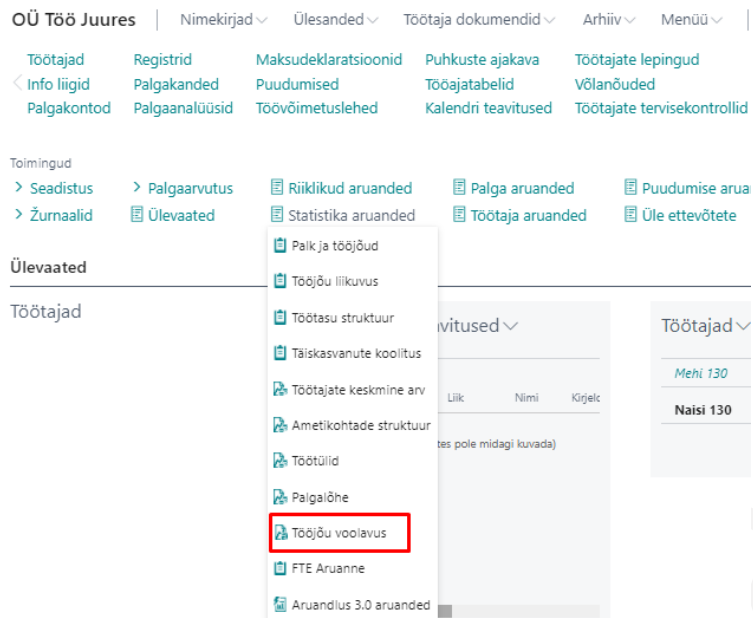 OÜ Töö Juures Nimekirjad Ülesanded Töötaja dokumendid Arhiiv Menüü
Töötajad Registrid Maksudeklaratsioonid Puhkuste ajakava Töötajate lepingud
Info liigid Palgakanded Puudumised Tööajatabelid Võlanõuded
Palgakontod Palgaanalüüsid Töövõimetuslehed Kalendri teavitused Töötajate tervisekontrollid
Toimingud
Seadistus Palgaarvutus Riiklikud aruanded Palga aruanded Puudumise
Žurnaalid Ülevaated Statistika aruanded Töötaja aruanded Üle ettevõtete
Palk ja tööjõud
Tööjõu liikuvus
Töötasu struktuur
Täiskasvanute koolitus
Töötajate keskmine arv
Ametikohtade struktuur
Töötülid
Palgalõhe
Tööjõu voolavus
FTE Aruanne
Aruandlus 3.0 aruanded
Ülevaated
Töötajad
Liik Nimi
pole midagi kuvada)
Töötajad
Mehi 130
Naisi 130